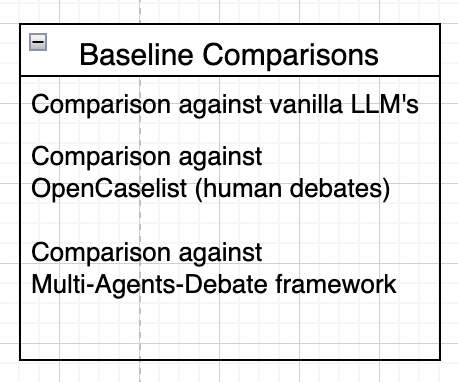 Baseline Comparisons
Comparison against vanilla LLM's
Comparison against
OpenCaselist (human debates)
Comparison against
Multi-Agents-Debate framework